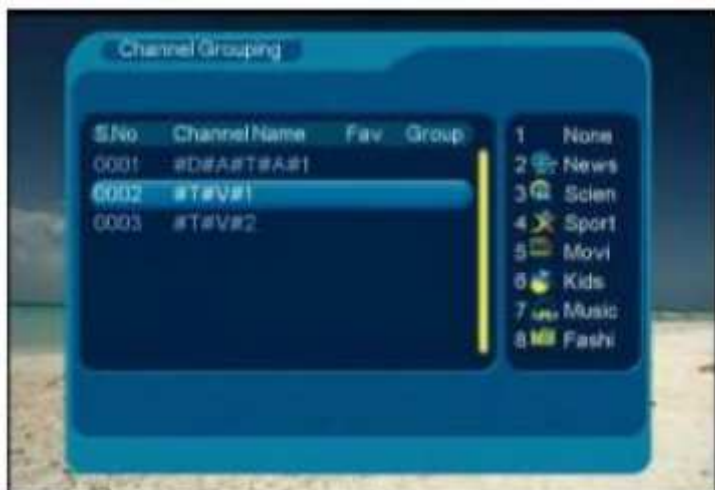 Channel Grouping
S.No Channel Name Fav Group
0001 #D#A#T#A#1
0002 #T#V#1
0003 #T#V#2
1 None
2 News
3 Scien
4 Sport
5 Movi
6 Kids
7 Music
8 Fashi